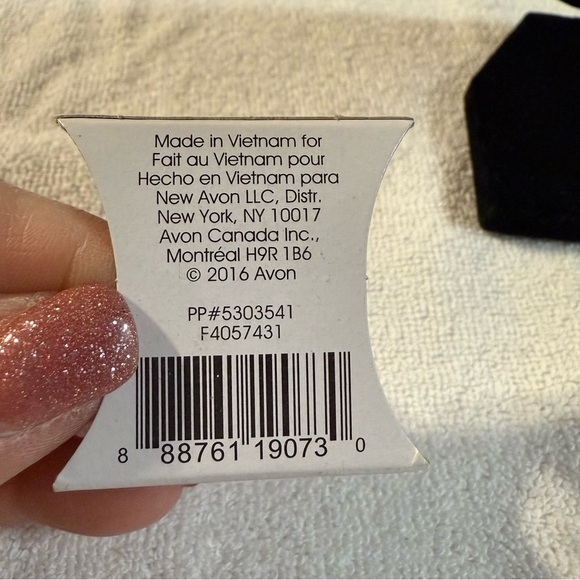 Made in Vietnam for
Fait au Vietnam pour
Hecho en Vietnam para
New Avon LLC, Distr.
New York, NY 10017
Avon Canada Inc.,
Montréal H9R 1B6
© 2016 Avon
PP#5303541
F4057431
8 88761 19073 0